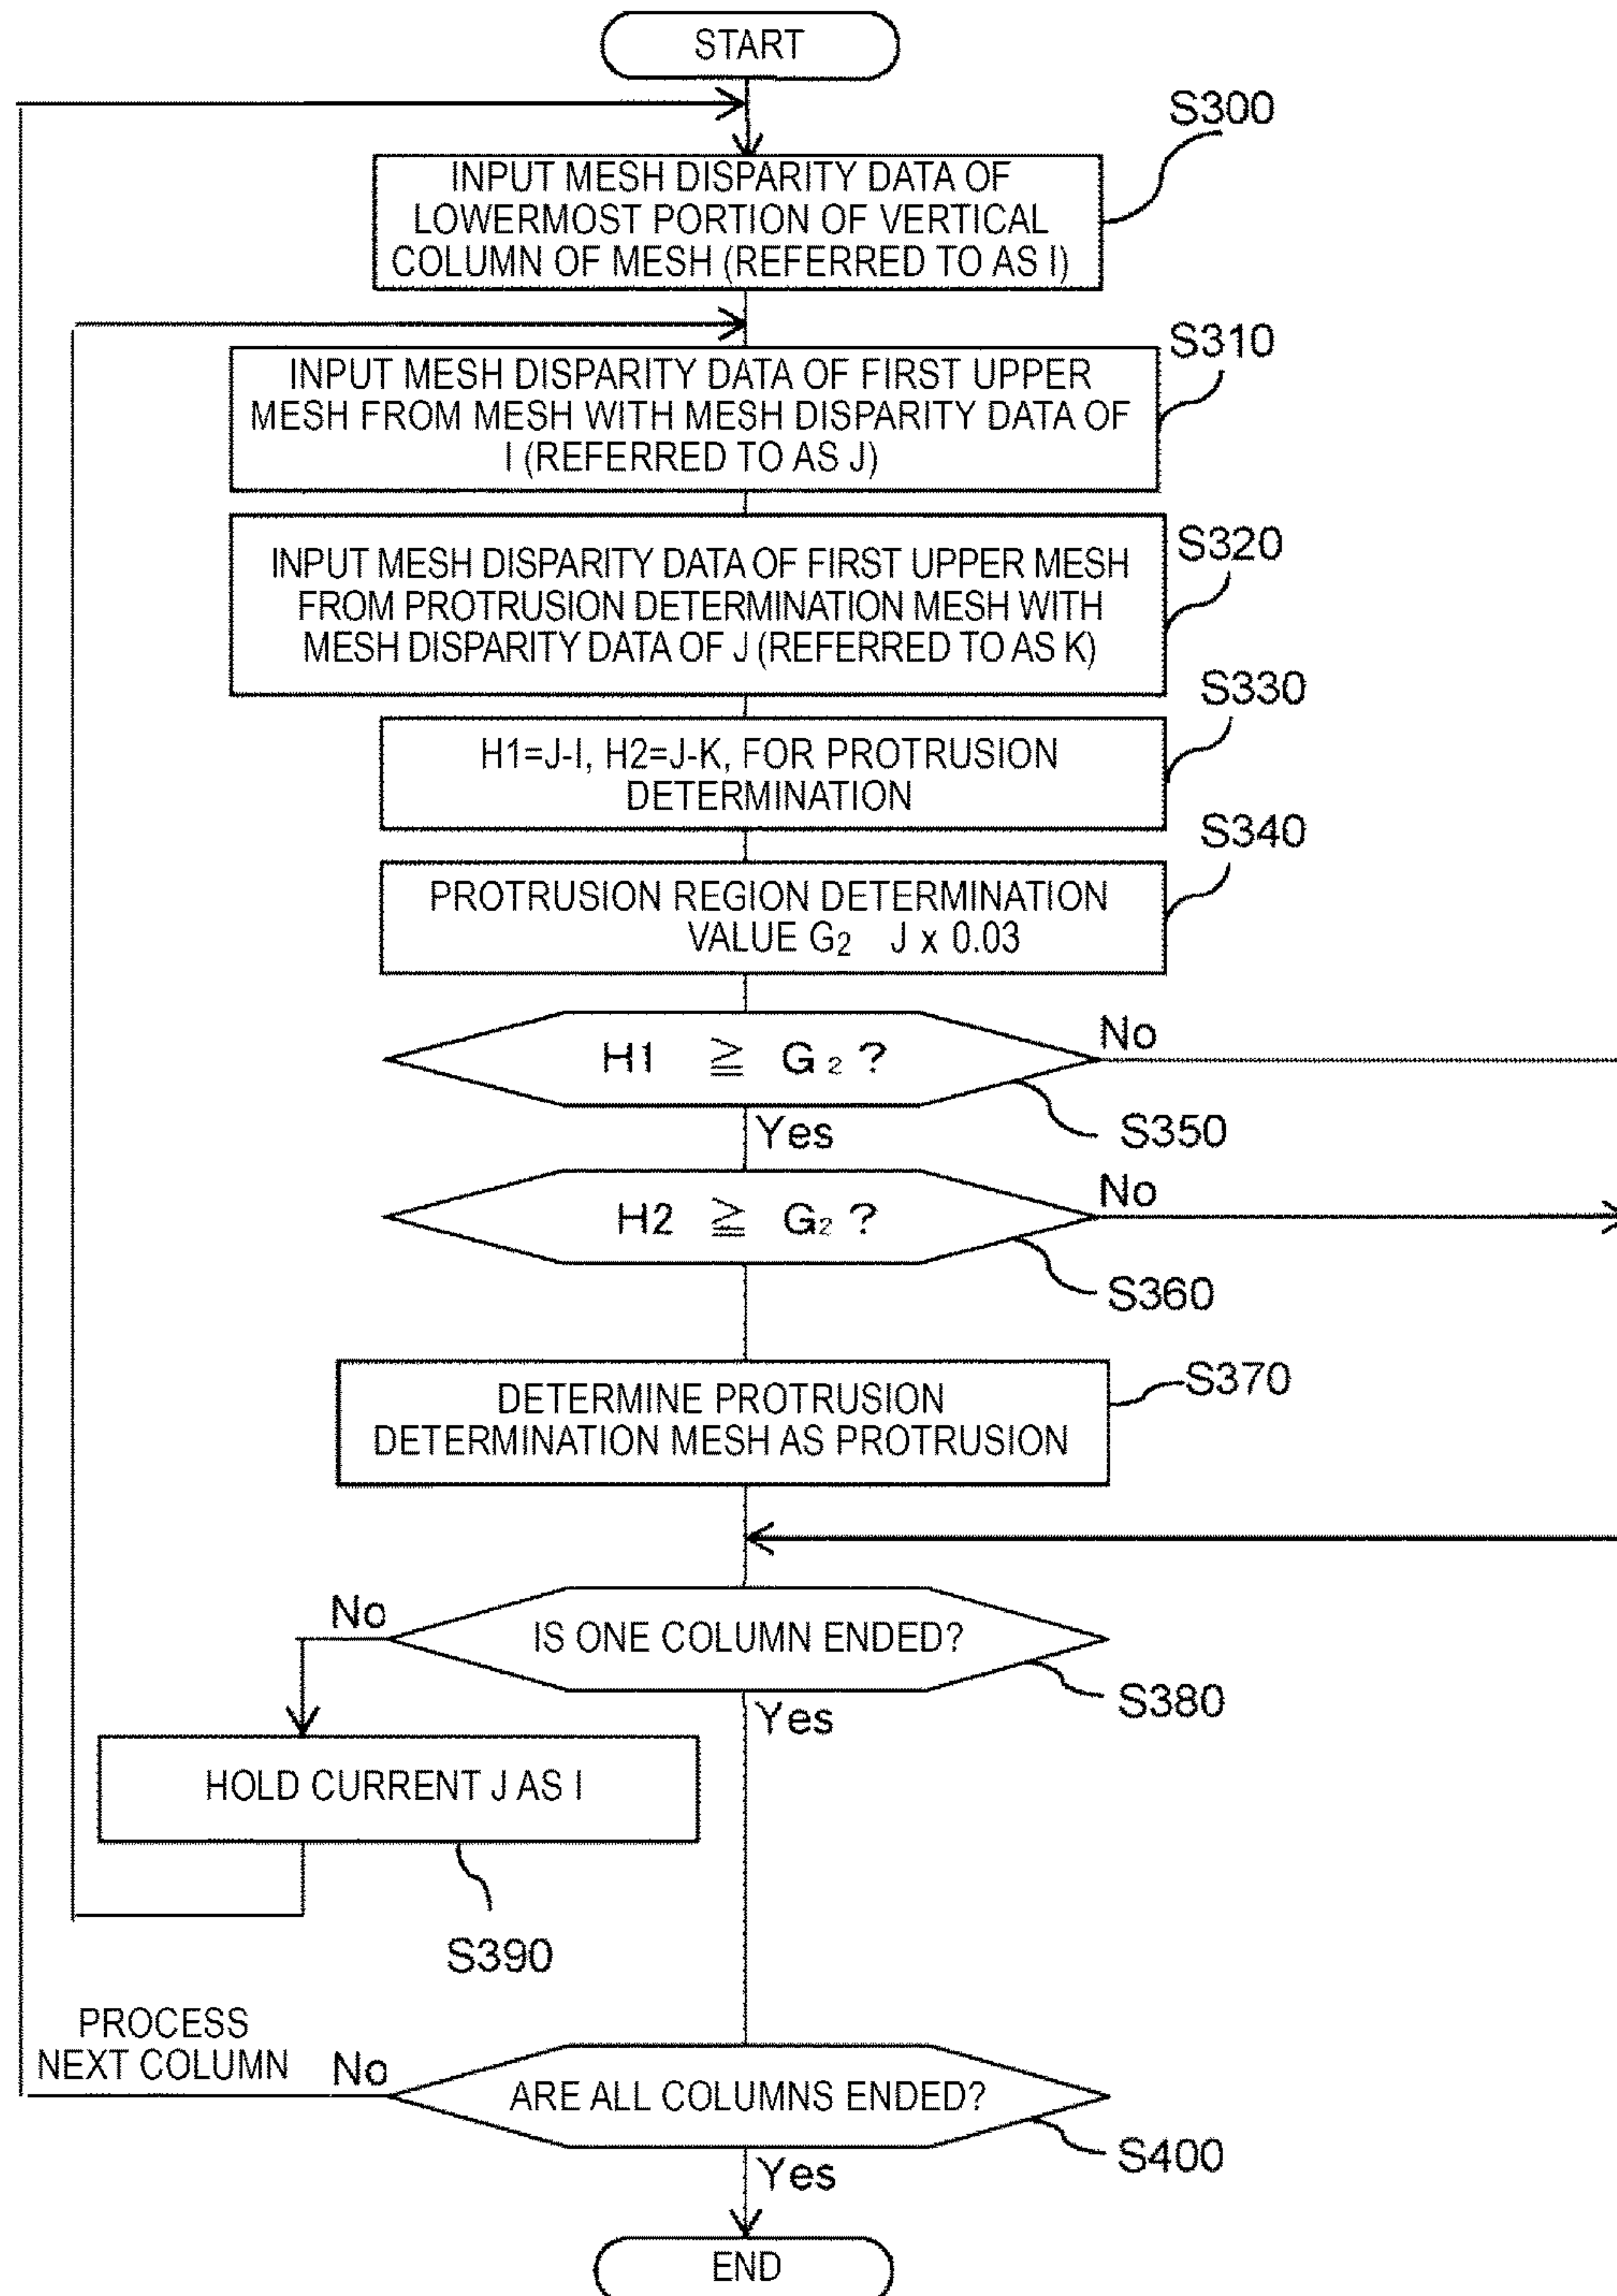 START
S300
INPUT MESH DISPARITY DATA OF
LOWERMOST PORTION OF VERTICAL
COLUMN OF MESH (REFERRED TO AS I)
S310
INPUT MESH DISPARITY DATA OF FIRST UPPER
MESH FROM MESH WITH MESH DISPARITY DATA OF
I (REFERRED TO AS J)
S320
INPUT MESH DISPARITY DATA OF FIRST UPPER MESH
FROM PROTRUSION DETERMINATION MESH WITH
MESH DISPARITY DATA OF J (REFERRED TO AS K)
S330
H1=J-I, H2=J-K, FOR PROTRUSION
DETERMINATION
S340
PROTRUSION REGION DETERMINATION
VALUE G2 J x 0.03
No
H1 ≧ G2 ?
S350
Yes
No
H2 ≧ G2 ?
S360
S370
DETERMINE PROTRUSION
DETERMINATION MESH AS PROTRUSION
No
IS ONE COLUMN ENDED?
S380
Yes
HOLD CURRENT J AS I
S390
PROCESS
NEXT COLUMN
No
ARE ALL COLUMNS ENDED?
S400
Yes
END